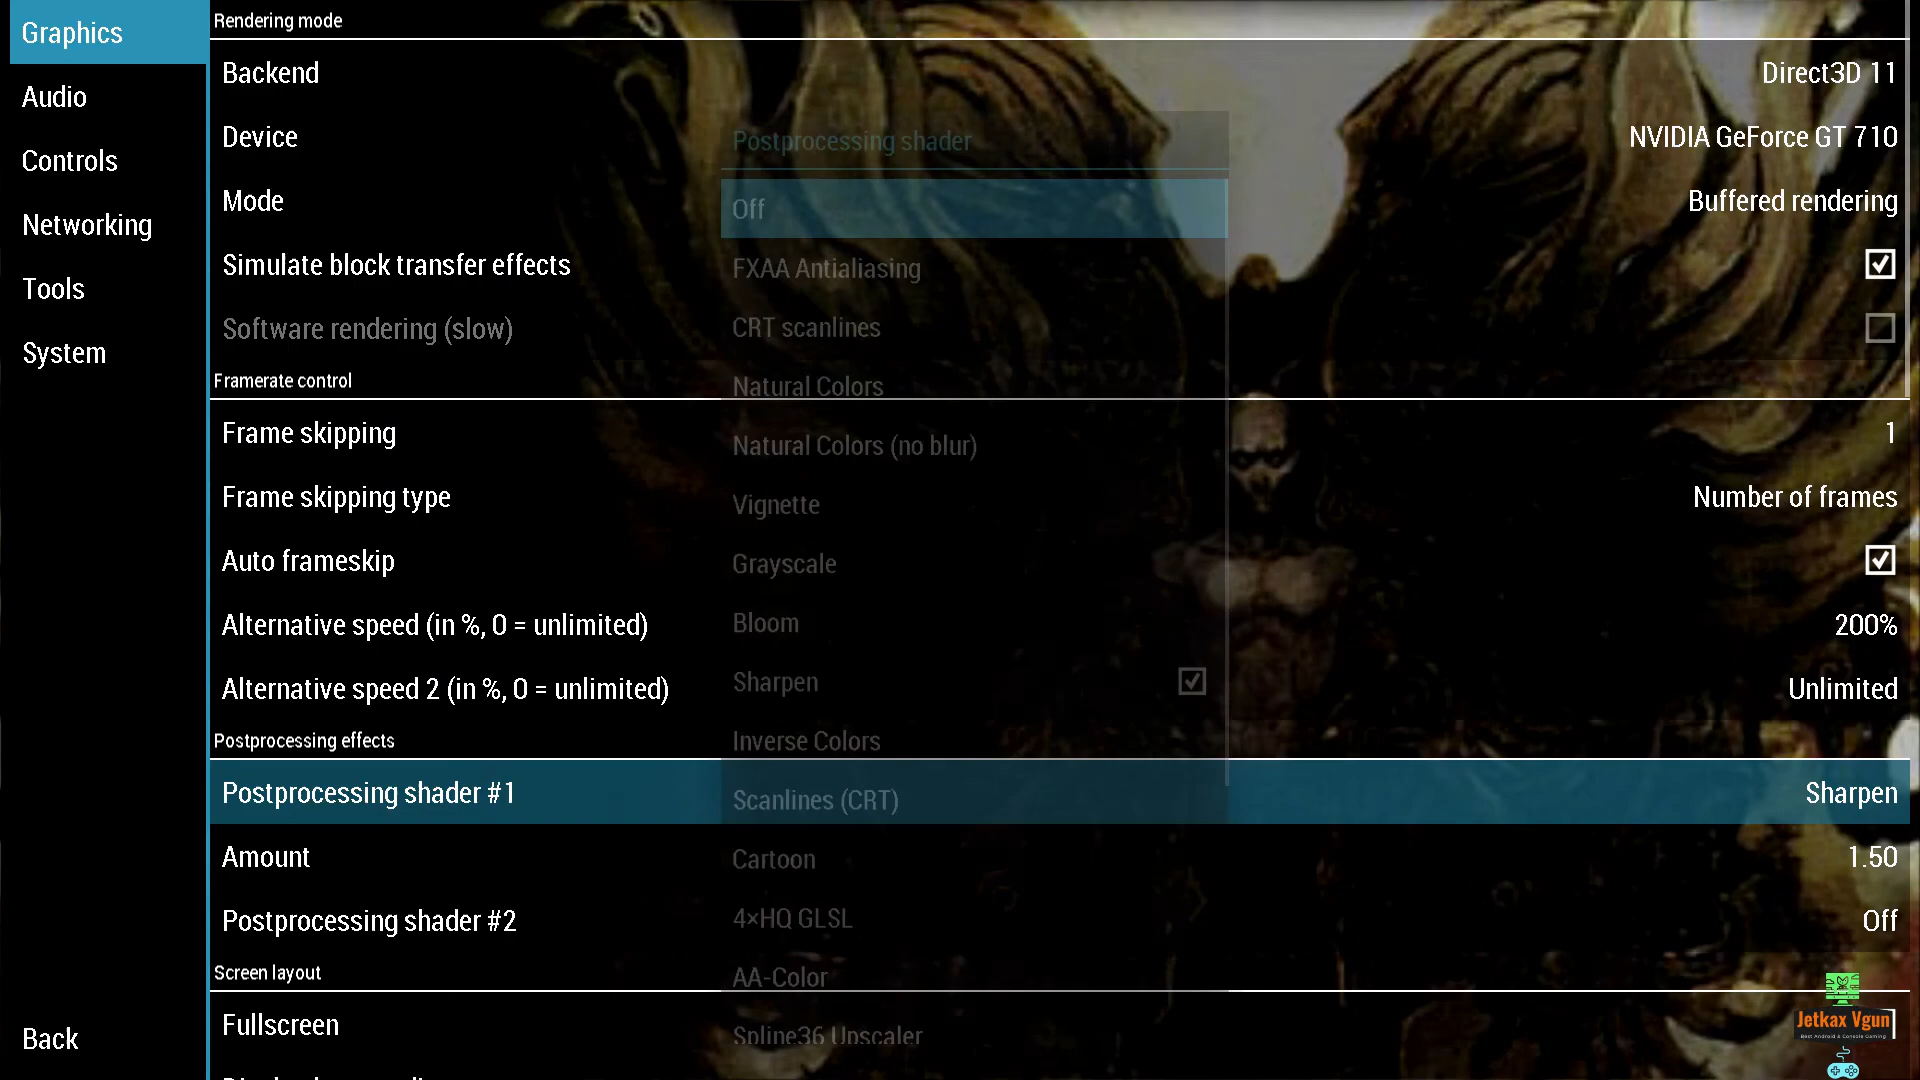 Graphics
Audio
Controls
Networking
Tools
System
Back
Rendering mode
Backend Direct3D 11
Device NVIDIA GeForce GT 710
Mode Buffered rendering
Simulate block transfer effects
Software rendering (slow)
Framerate control
Frame skipping 1
Frame skipping type Number of frames
Auto frameskip
Alternative speed (in %, 0 = unlimited) 200%
Alternative speed 2 (in %, 0 = unlimited) Unlimited
Postprocessing effects
Postprocessing shader #1 Sharpen
Amount 1.50
Postprocessing shader #2 Off
Screen layout
Fullscreen
Postprocessing shader
Off
FXAA Antialiasing
CRT scanlines
Natural Colors
Natural Colors (no blur)
Vignette
Grayscale
Bloom
Sharpen
Inverse Colors
Scanlines (CRT)
Cartoon
4×HQ GLSL
AA-Color
Spline36 Upscaler
Jetkax Vgun
Best Android & Console Gaming